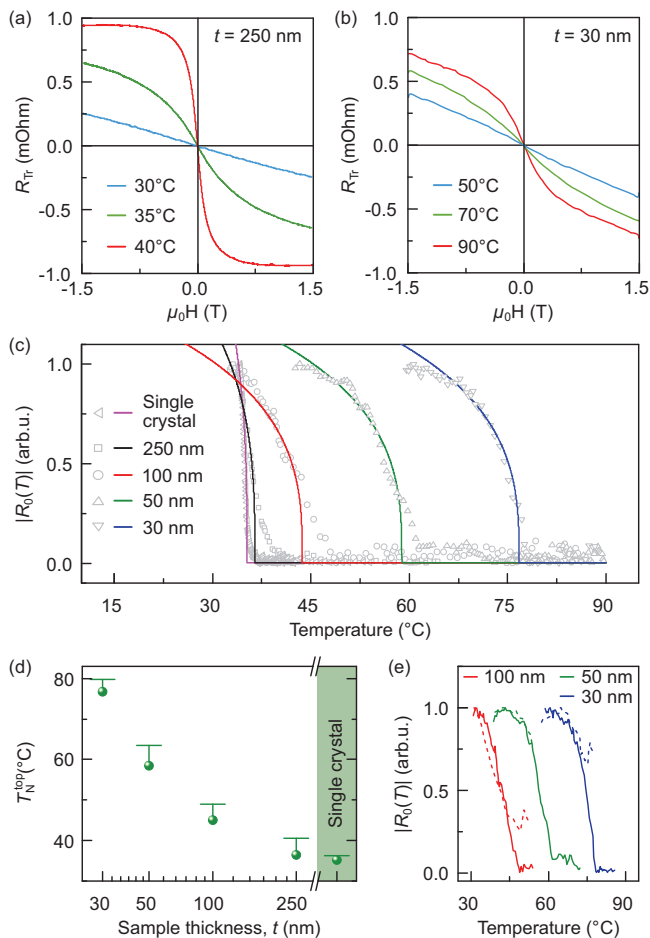 (a)
t = 250 nm
1.0
0.5
0.0
-0.5
-1.0
R_Tr (mOhm)
30°C
35°C
40°C
-1.5 0.0 1.5
μ₀H (T)
(b)
t = 30 nm
1.0
0.5
0.0
-0.5
-1.0
R_Tr (mOhm)
50°C
70°C
90°C
-1.5 0.0 1.5
μ₀H (T)
(c)
1.0
0.5
0.0
|R₀(T)| (arb.u.)
Single
crystal
250 nm
100 nm
50 nm
30 nm
15 30 45 60 75 90
Temperature (°C)
(d)
80
60
40
T_N^top(°C)
Single crystal
30 50 100 250
Sample thickness, t (nm)
(e)
100 nm 50 nm
30 nm
1.0
0.5
0.0
|R₀(T)| (arb.u.)
25 50 75
Temperature (°C)